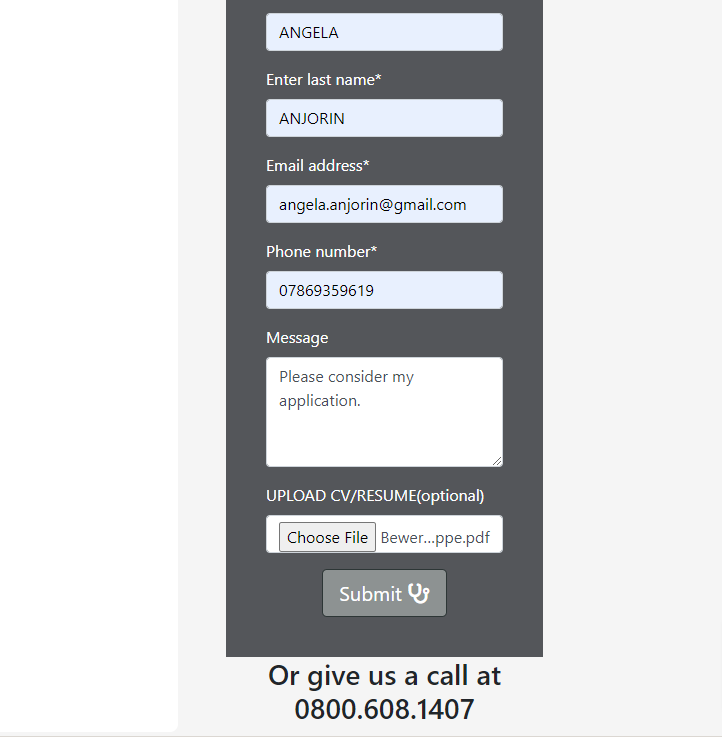 ANGELA
Enter last name*
ANJORIN
Email address*
angela.anjorin@gmail.com
Phone number*
07869359619
Message
Please consider my
application.
UPLOAD CV/RESUME(optional)
Choose File Bewer...ppe.pdf
Submit
Or give us a call at
0800.608.1407